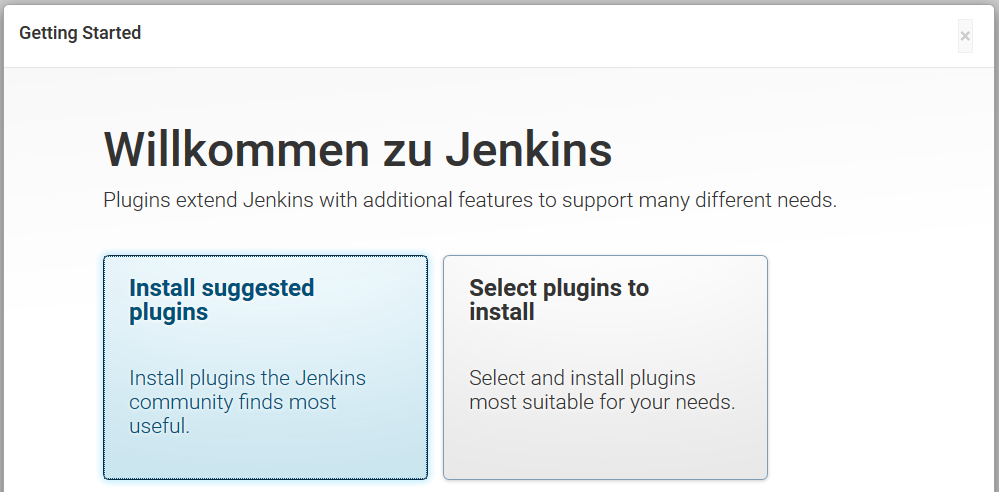 Getting Started
×
Willkommen zu Jenkins
Plugins extend Jenkins with additional features to support many different needs.
Install suggested
plugins
Install plugins the Jenkins
community finds most
useful.
Select plugins to
install
Select and install plugins
most suitable for your needs.